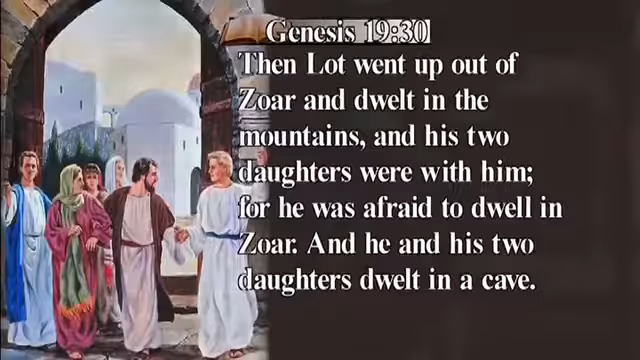 Genesis 19:30
Then Lot went up out of
Zoar and dwelt in the
mountains, and his two
daughters were with him;
for he was afraid to dwell in
Zoar. And he and his two
daughters dwelt in a cave.